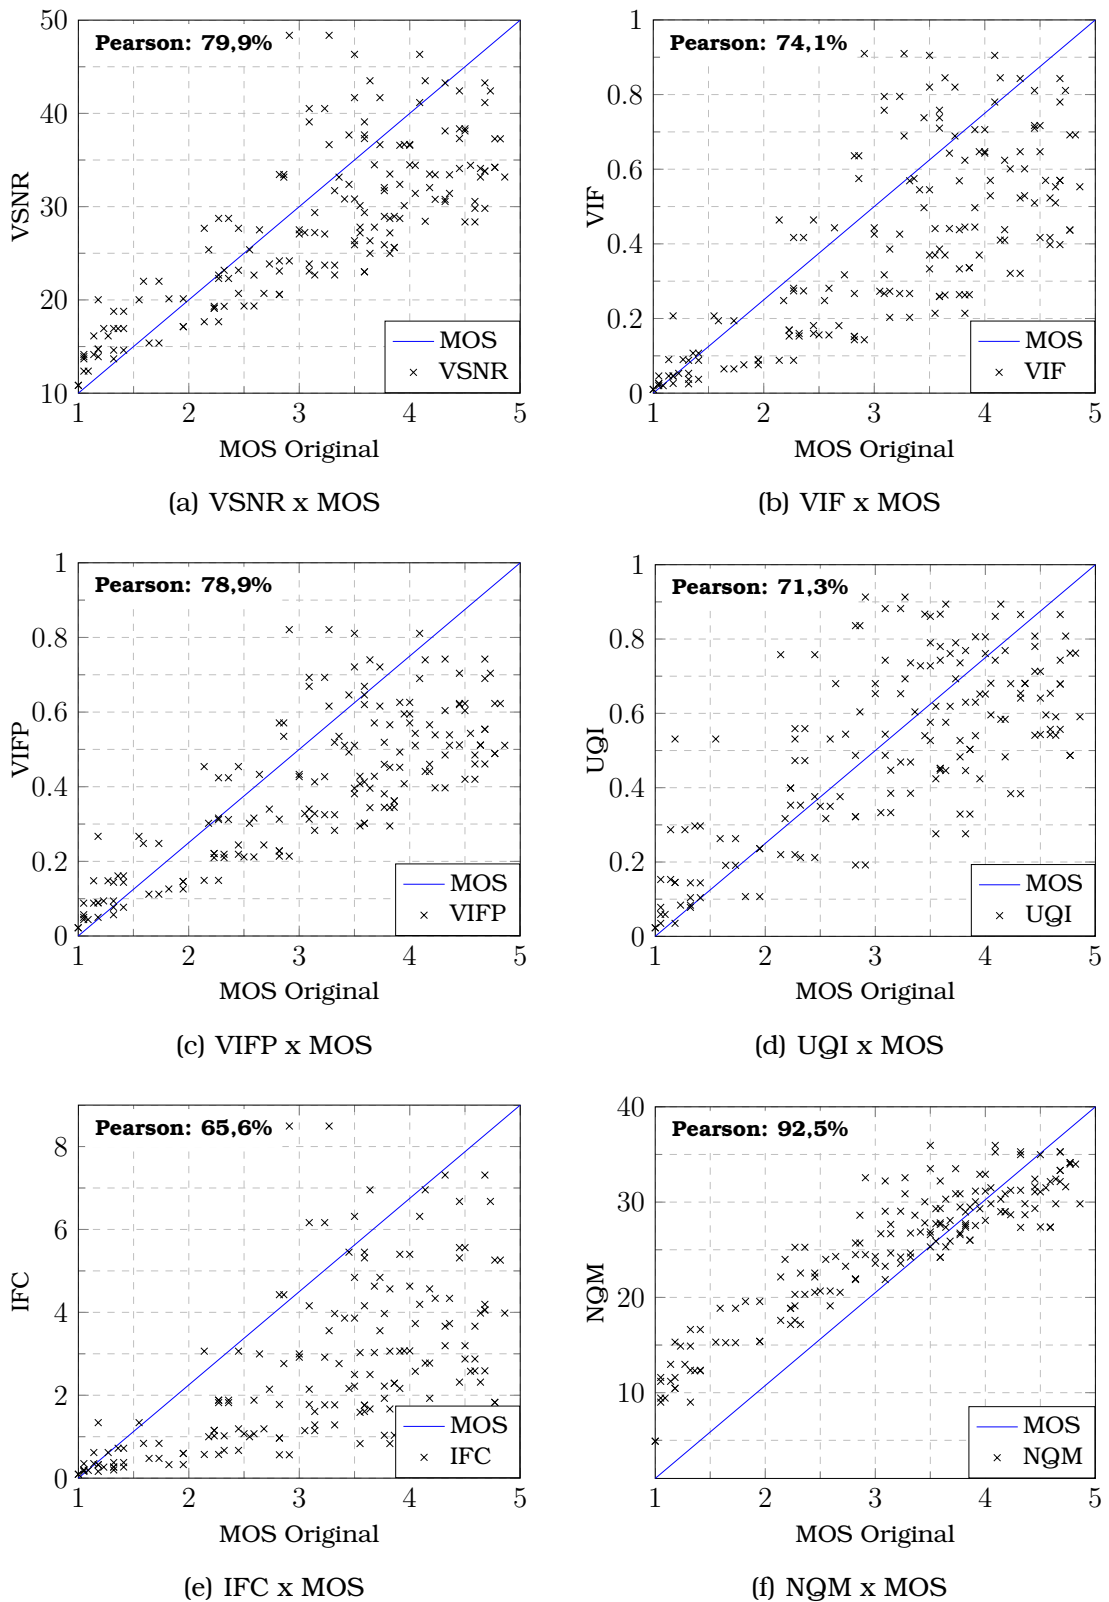 Pearson: 79,9%
50
40
30
20
10
VSNR
MOS
VSNR
1
2
3
4
5
MOS Original
(a) VSNR x MOS
Pearson: 74,1%
1
0.8
0.6
0.4
0.2
0
VIF
MOS
VIF
1
2
3
4
5
MOS Original
(b) VIF x MOS
Pearson: 78,9%
1
0.8
0.6
0.4
0.2
0
VIFP
MOS
VIFP
1
2
3
4
5
MOS Original
(c) VIFP x MOS
Pearson: 71,3%
1
0.8
0.6
0.4
0.2
0
UQI
MOS
UQI
1
2
3
4
5
MOS Original
(d) UQI x MOS
Pearson: 65,6%
8
6
4
2
0
IFC
MOS
IFC
1
2
3
4
5
MOS Original
(e) IFC x MOS
Pearson: 92,5%
40
30
20
10
NQM
MOS
NQM
1
2
3
4
5
MOS Original
(f) NQM x MOS